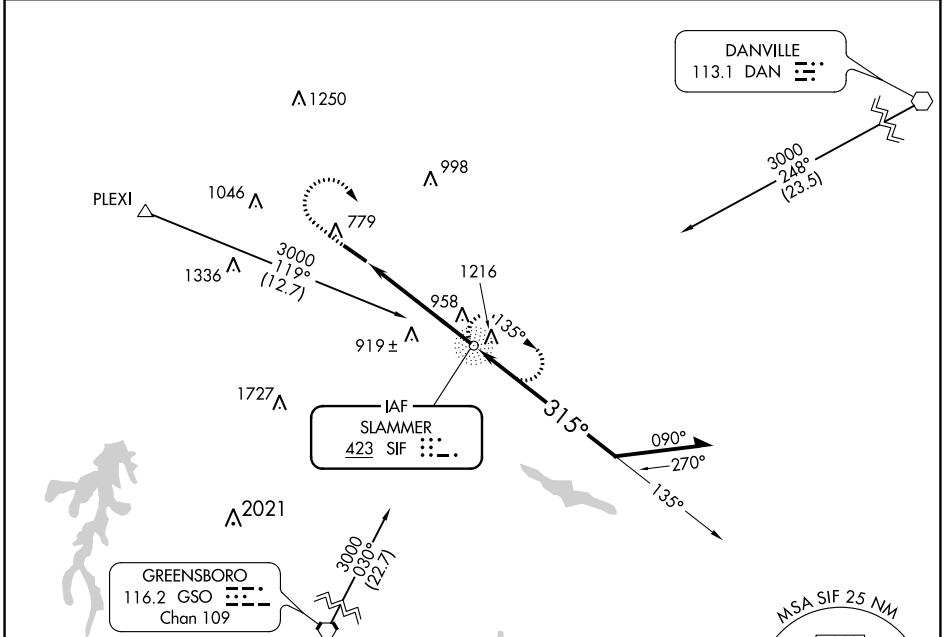 DANVILLE
113.1 DAN
1250
3000
248°
(23.5)
998
1046
PLEXI
779
3000
119°
(12.7)
1336
1216
958
135°
919 ±
1727
IAF
SLAMMER
423 SIF
315°
090°
270°
135°
2021
3000
030°
(22.7)
GREENSBORO
116.2 GSO
Chan 109
MSA SIF 25 NM